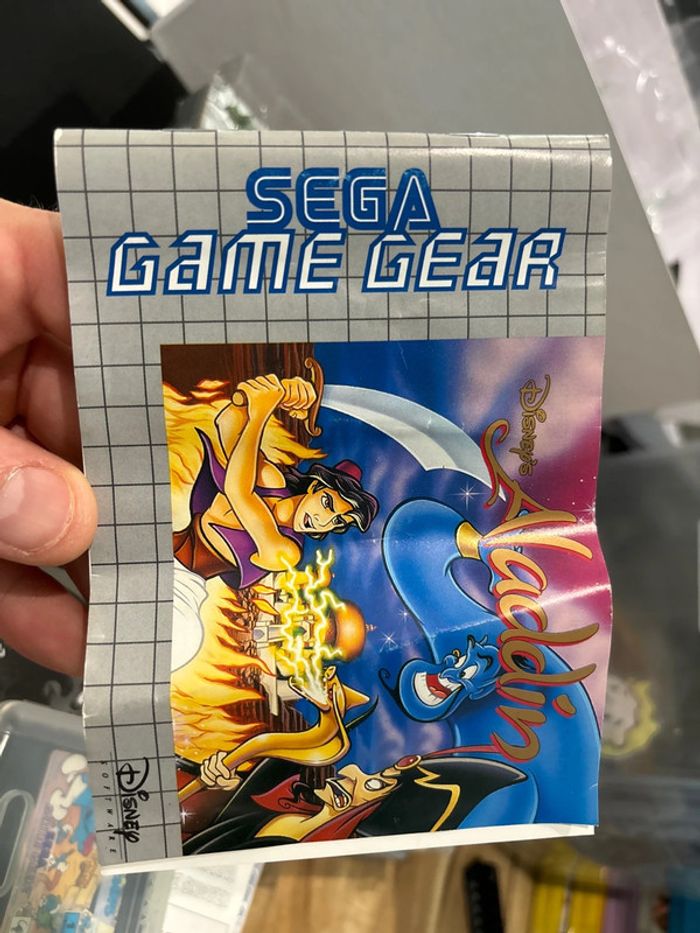 SEGA
GAME GEAR
DISNEY'S
Aladdin
DISNEY
SOFTWARE